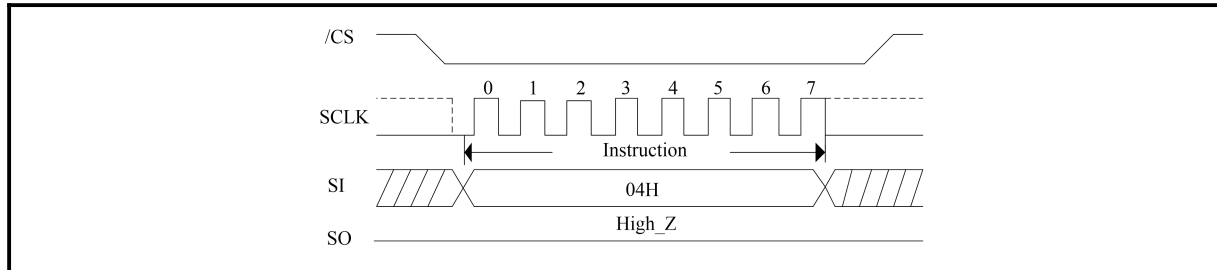 /CS
0 1 2 3 4 5 6 7
SCLK
Instruction
SI
04H
High_Z
SO